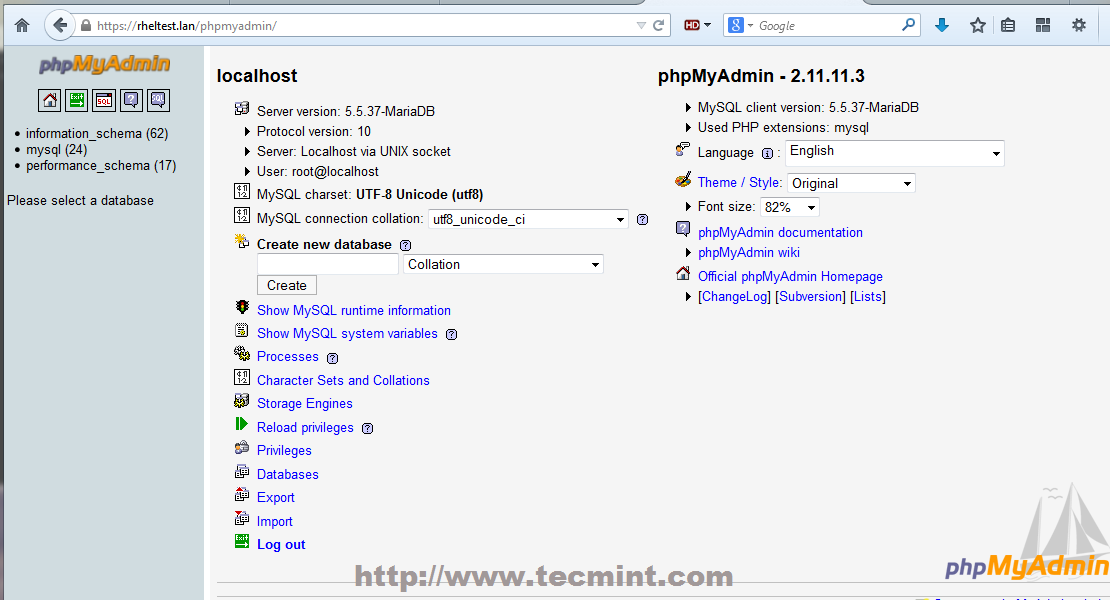 https://rheltest.lan/phpmyadmin/
HD
Google
phpMyAdmin
information_schema (62)
mysql (24)
performance_schema (17)
Please select a database
localhost
Server version: 5.5.37-MariaDB
Protocol version: 10
Server: Localhost via UNIX socket
User: root@localhost
MySQL charset: UTF-8 Unicode (utf8)
MySQL connection collation: utf8_unicode_ci
Create new database
Collation
Create
Show MySQL runtime information
Show MySQL system variables
Processes
Character Sets and Collations
Storage Engines
Reload privileges
Privileges
Databases
Export
Import
Log out
phpMyAdmin - 2.11.11.3
MySQL client version: 5.5.37-MariaDB
Used PHP extensions: mysql
Language : English
Theme / Style: Original
Font size: 82%
phpMyAdmin documentation
phpMyAdmin wiki
Official phpMyAdmin Homepage
[ChangeLog] [Subversion] [Lists]
phpMyAdmin
http://www.tecmint.com